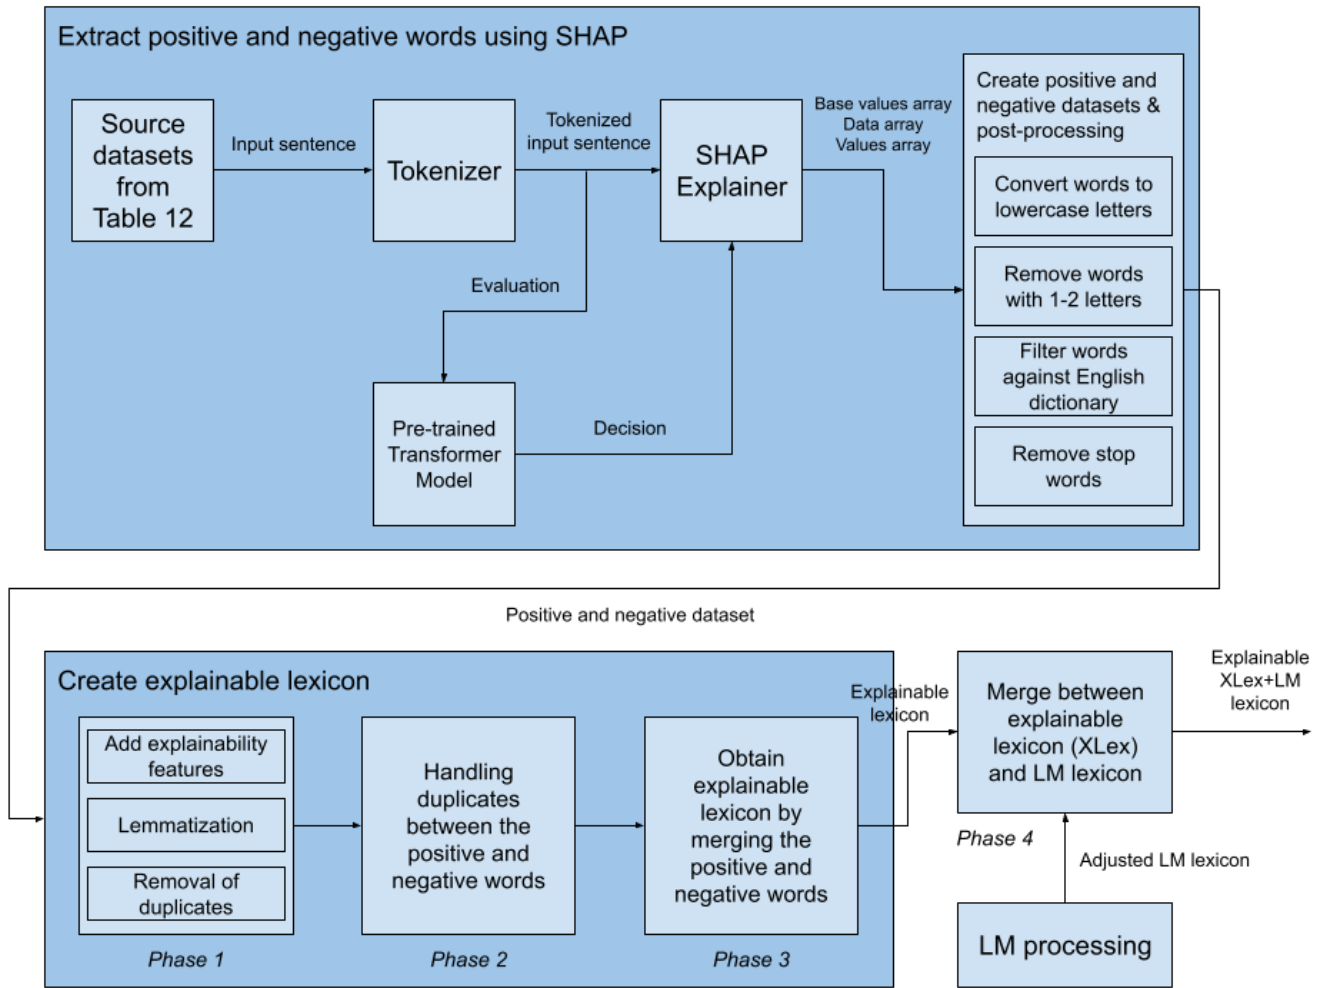 Extract positive and negative words using SHAP
Source
datasets
from
Table 12
Input sentence
Tokenizer
Tokenized
input sentence
SHAP
Explainer
Base values array
Data array
Values array
Create positive and
negative datasets &
post-processing
Convert words to
lowercase letters
Remove words
with 1-2 letters
Filter words
against English
dictionary
Remove stop
words
Evaluation
Pre-trained
Transformer
Model
Decision
Positive and negative dataset
Create explainable lexicon
Add explainability
features
Lemmatization
Removal of
duplicates
Phase 1
Handling
duplicates
between the
positive and
negative words
Phase 2
Obtain
explainable
lexicon by
merging the
positive and
negative words
Phase 3
Explainable
lexicon
Merge between
explainable
lexicon (XLex)
and LM lexicon
Phase 4
Explainable
XLex+LM
lexicon
Adjusted LM lexicon
LM processing